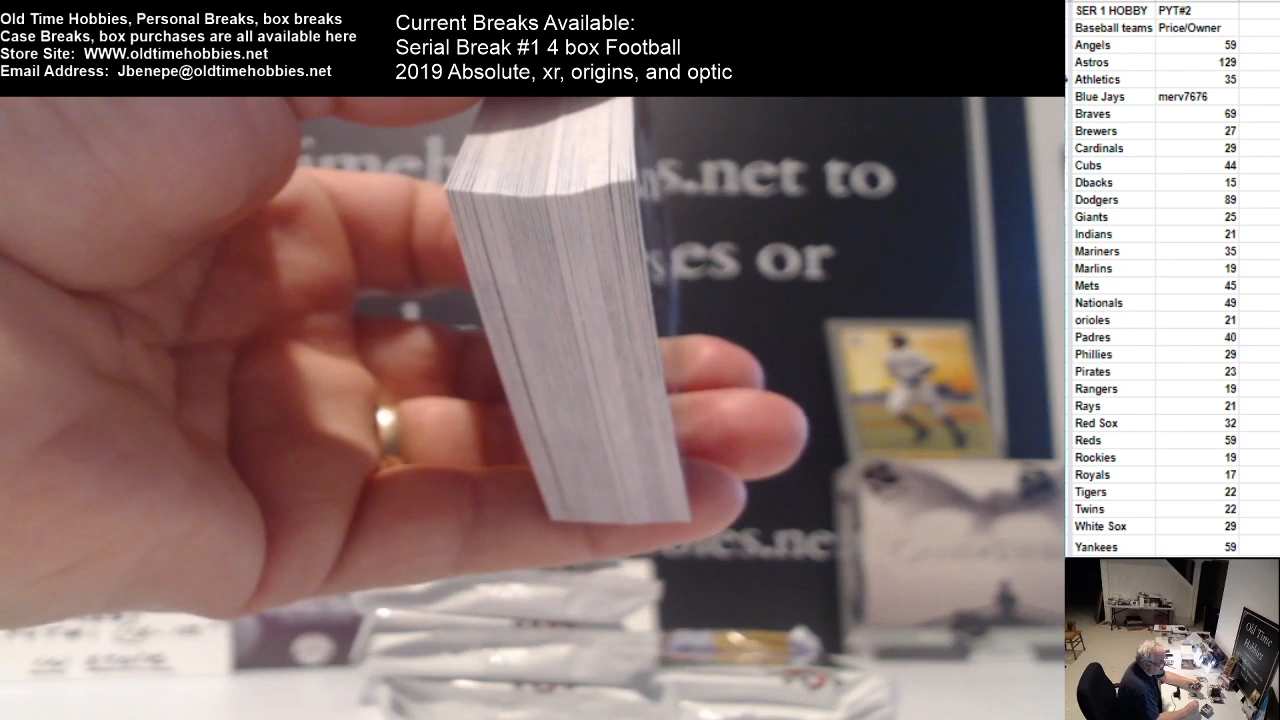 Old Time Hobbies, Personal Breaks, box breaks
Case Breaks, box purchases are all available here
Store Site:  WWW.oldtimehobbies.net
Email Address:  Jbenepe@oldtimehobbies.net
Current Breaks Available:
Serial Break #1 4 box Football
2019 Absolute, xr, origins, and optic
SER 1 HOBBY PYT#2
Baseball teams Price/Owner
Angels 59
Astros 129
Athletics 35
Blue Jays merv7676
Braves 69
Brewers 27
Cardinals 29
Cubs 44
Dbacks 15
Dodgers 89
Giants 25
Indians 21
Mariners 35
Marlins 19
Mets 45
Nationals 49
orioles 21
Padres 40
Phillies 29
Pirates 23
Rangers 19
Rays 21
Red Sox 32
Reds 59
Rockies 19
Royals 17
Tigers 22
Twins 22
White Sox 29
Yankees 59
s.net to
es or
bies.ne
Old Time
Hobbies